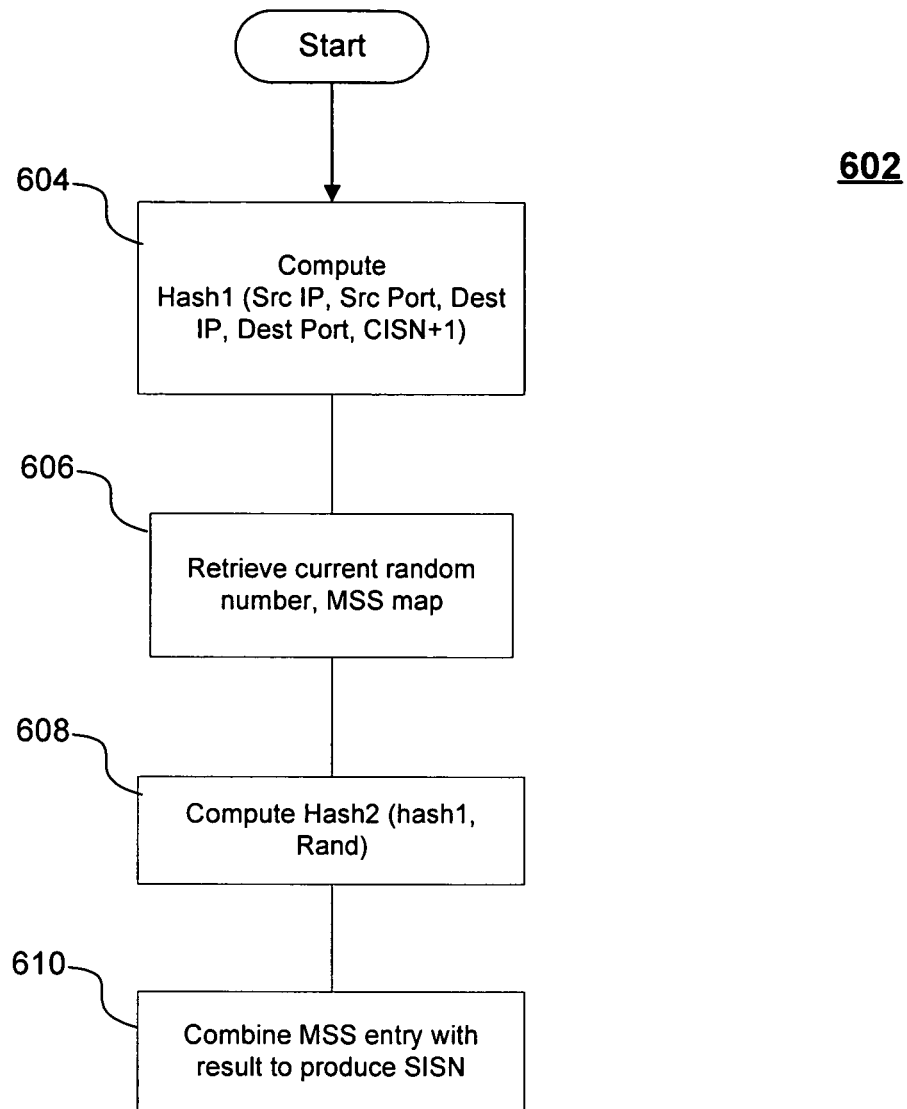 Start
602
604
Compute
Hash1 (Src IP, Src Port, Dest
IP, Dest Port, CISN+1)
606
Retrieve current random
number, MSS map
608
Compute Hash2 (hash1,
Rand)
610
Combine MSS entry with
result to produce SISN